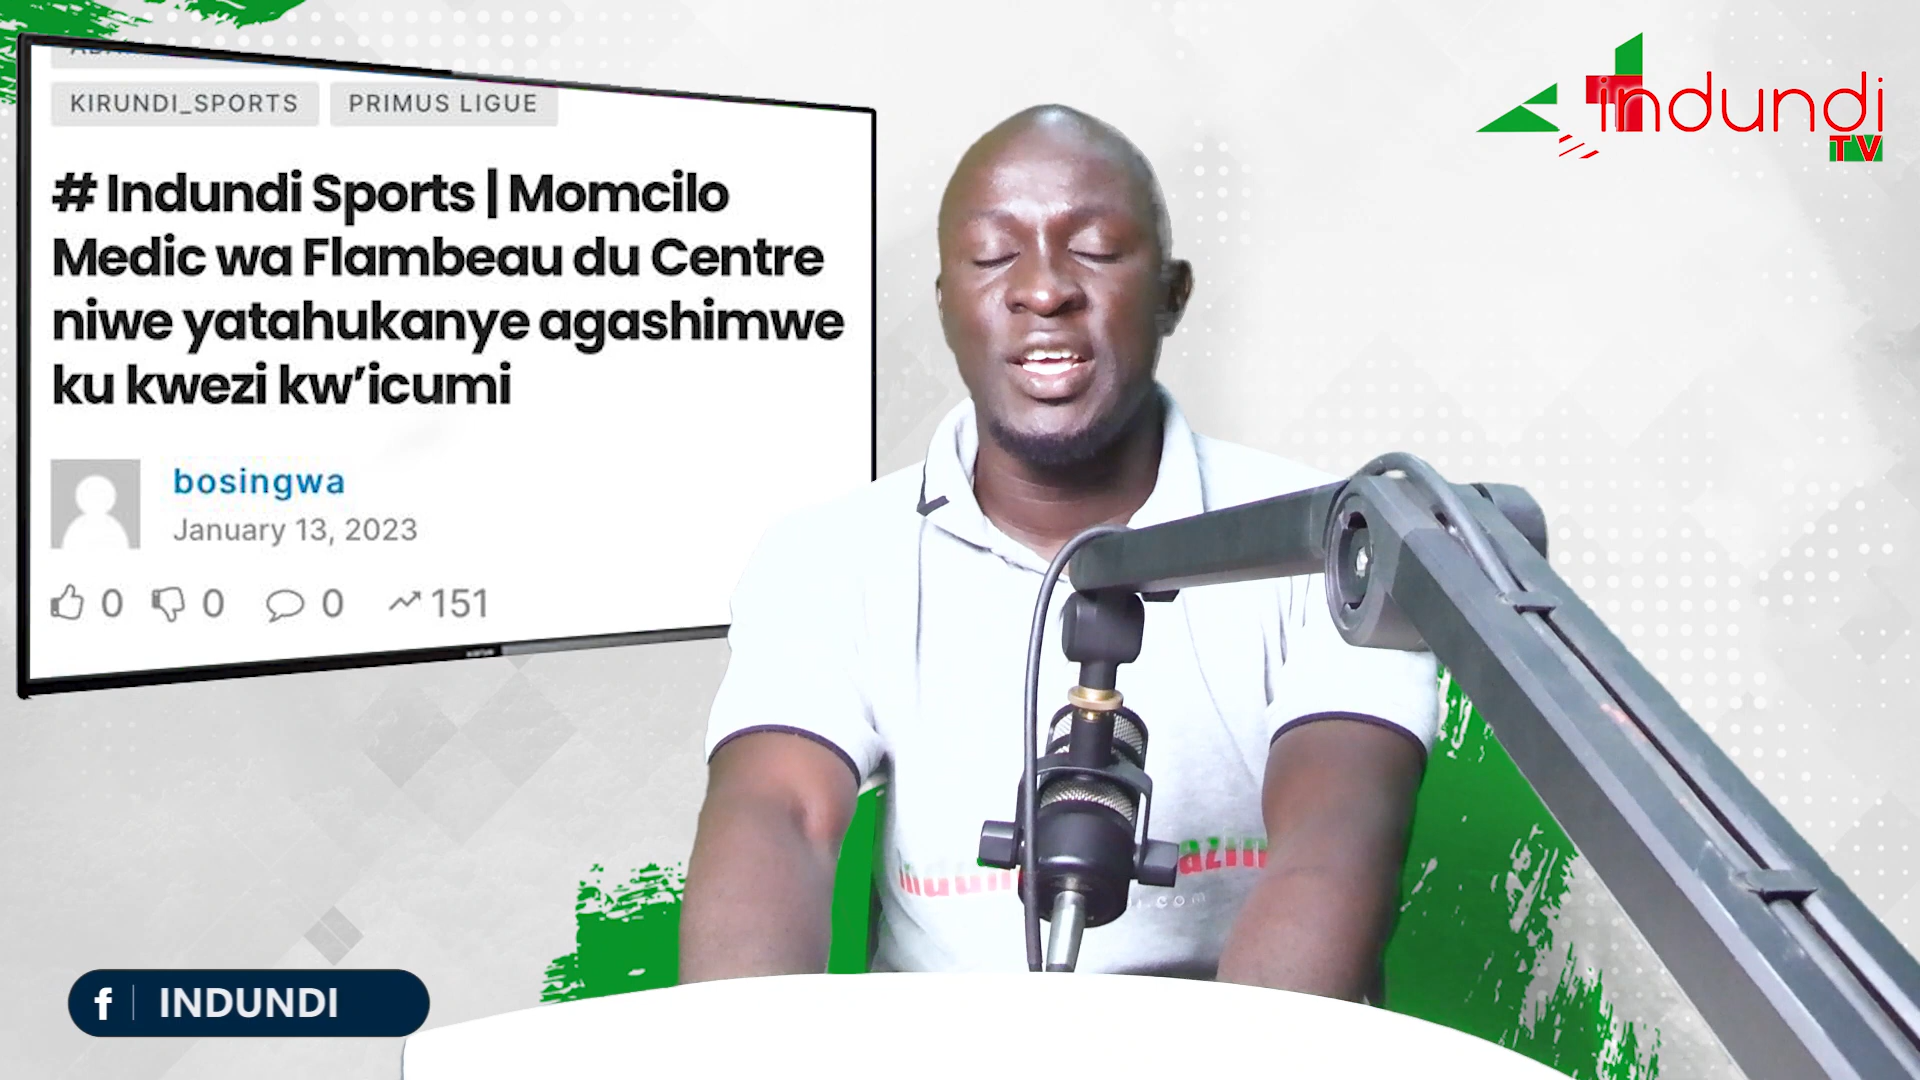 KIRUNDI_SPORTS PRIMUS LIGUE
# Indundi Sports | Momcilo
Medic wa Flambeau du Centre
niwe yatahukanye agashimwe
ku kwezi kw'icumi
bosingwa
January 13, 2023
0 0 0 151
indundi
TV
f | INDUNDI